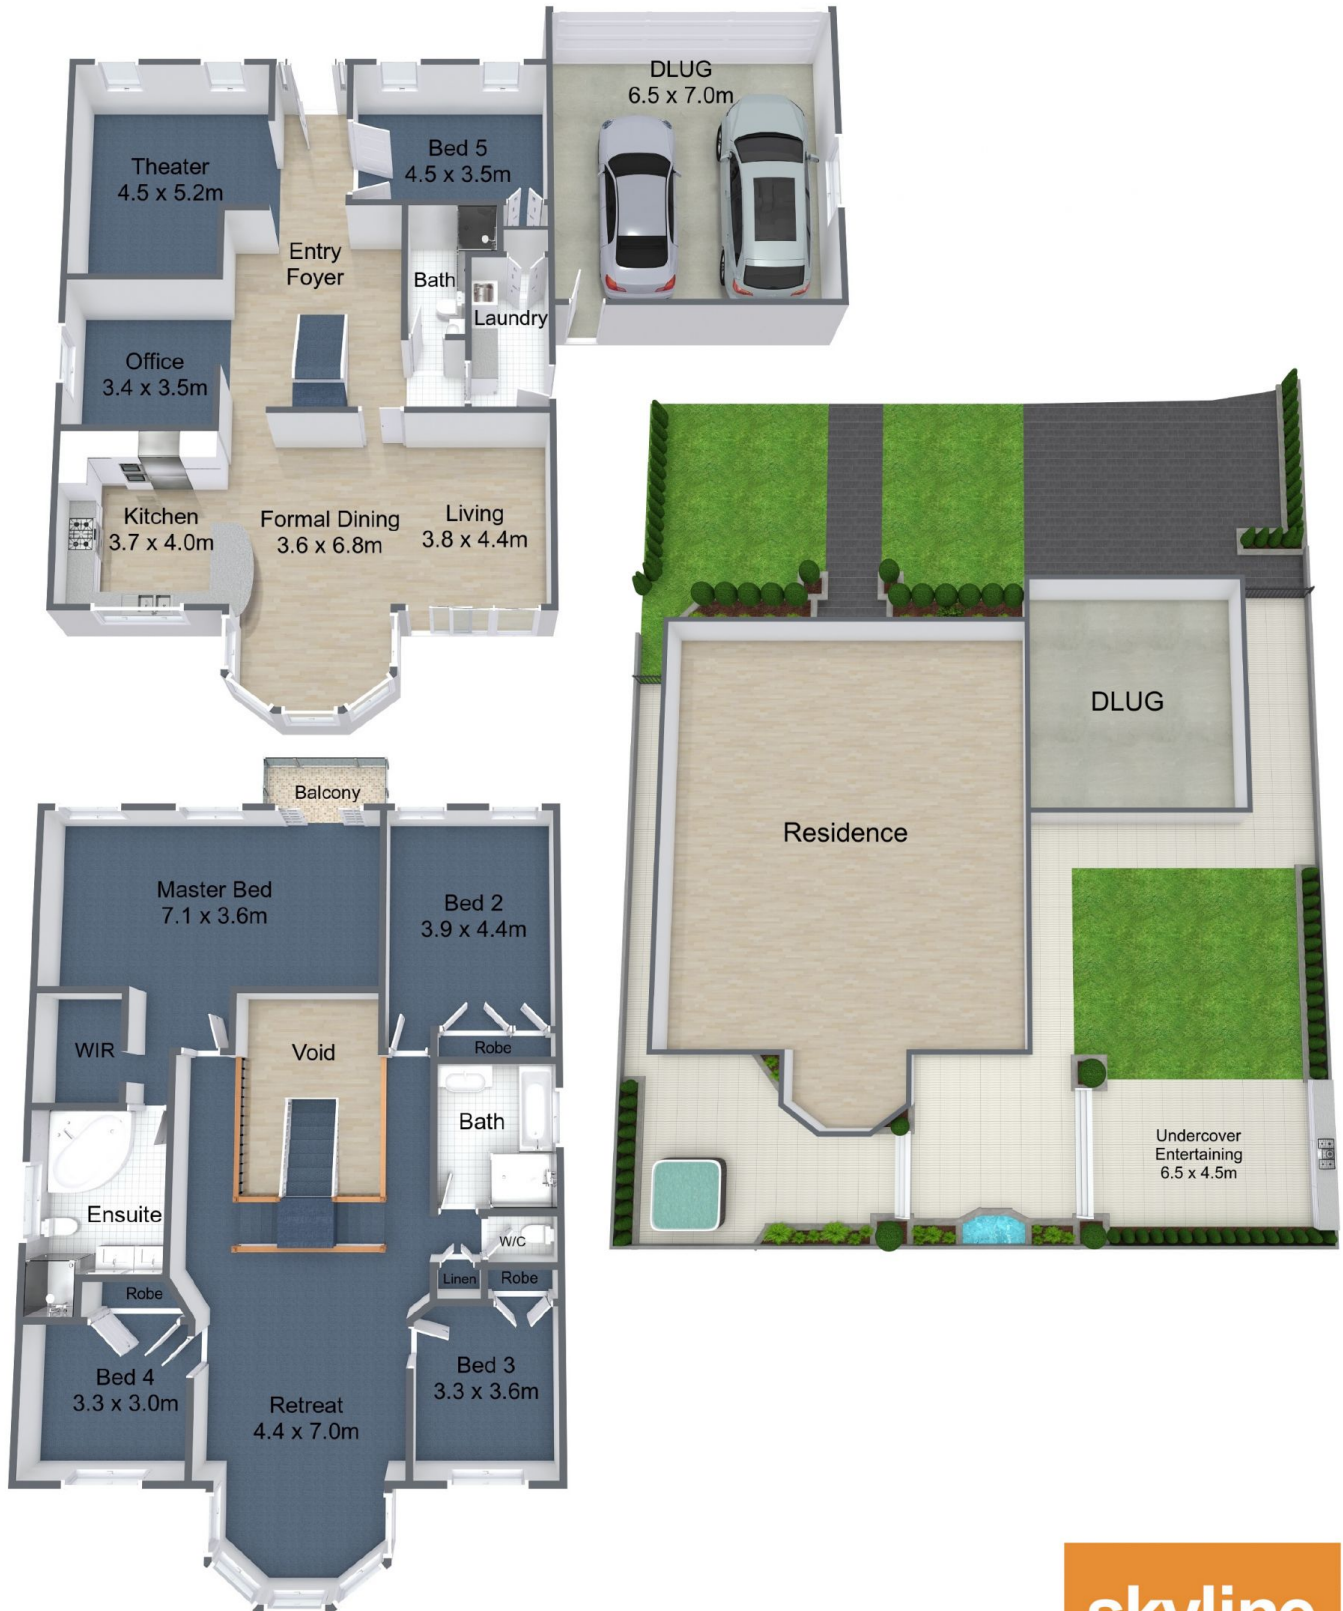 DLUG
6.5 x 7.0m
Theater
4.5 x 5.2m
Bed 5
4.5 x 3.5m
Entry
Foyer
Bath
Laundry
Office
3.4 x 3.5m
Kitchen
3.7 x 4.0m
Formal Dining
3.6 x 6.8m
Living
3.8 x 4.4m
DLUG
Residence
Undercover
Entertaining
6.5 x 4.5m
Balcony
Master Bed
7.1 x 3.6m
Bed 2
3.9 x 4.4m
WIR
Void
Robe
Bath
Ensuite
W/C
Linen
Robe
Robe
Bed 4
3.3 x 3.0m
Bed 3
3.3 x 3.6m
Retreat
4.4 x 7.0m
skyline